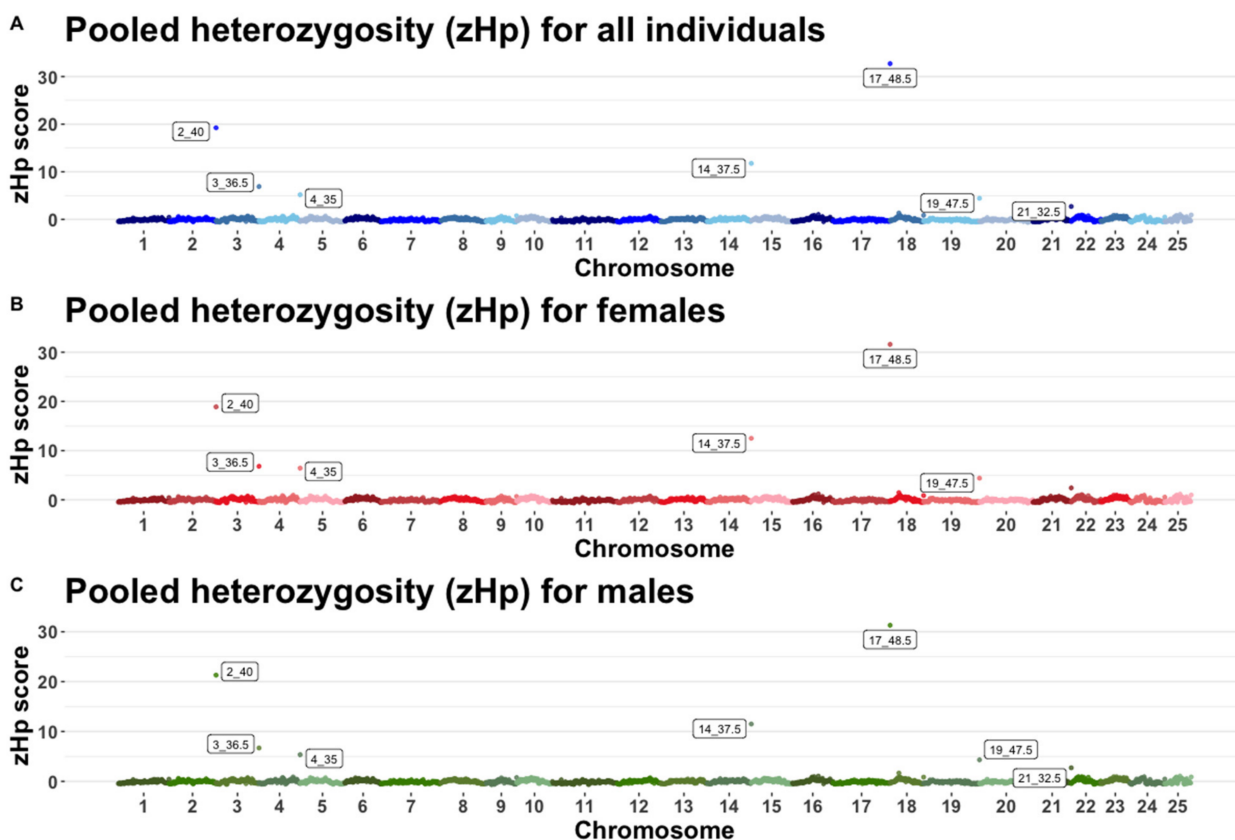 A Pooled heterozygosity (zHp) for all individuals
zHp score
30
20
10
0
17_48.5
2_40
14_37.5
3_36.5
4_35
19_47.5
21_32.5
1 2 3 4 5 6 7 8 9 10 11 12 13 14 15 16 17 18 19 20 21 22 23 24 25
Chromosome
B Pooled heterozygosity (zHp) for females
zHp score
30
20
10
0
17_48.5
2_40
14_37.5
3_36.5
4_35
19_47.5
1 2 3 4 5 6 7 8 9 10 11 12 13 14 15 16 17 18 19 20 21 22 23 24 25
Chromosome
C Pooled heterozygosity (zHp) for males
zHp score
30
20
10
0
17_48.5
2_40
14_37.5
3_36.5
19_47.5
4_35
21_32.5
1 2 3 4 5 6 7 8 9 10 11 12 13 14 15 16 17 18 19 20 21 22 23 24 25
Chromosome